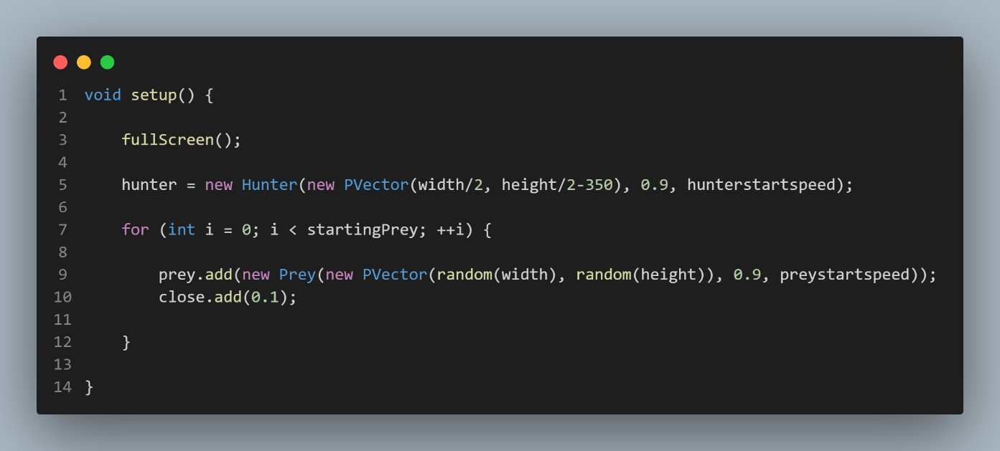 1 void setup() {
2
3     fullScreen();
4
5     hunter = new Hunter(new PVector(width/2, height/2-350), 0.9, hunterstartspeed);
6
7     for (int i = 0; i < startingPrey; ++i) {
8
9         prey.add(new Prey(new PVector(random(width), random(height)), 0.9, preystartspeed));
10         close.add(0.1);
11
12     }
13
14 }